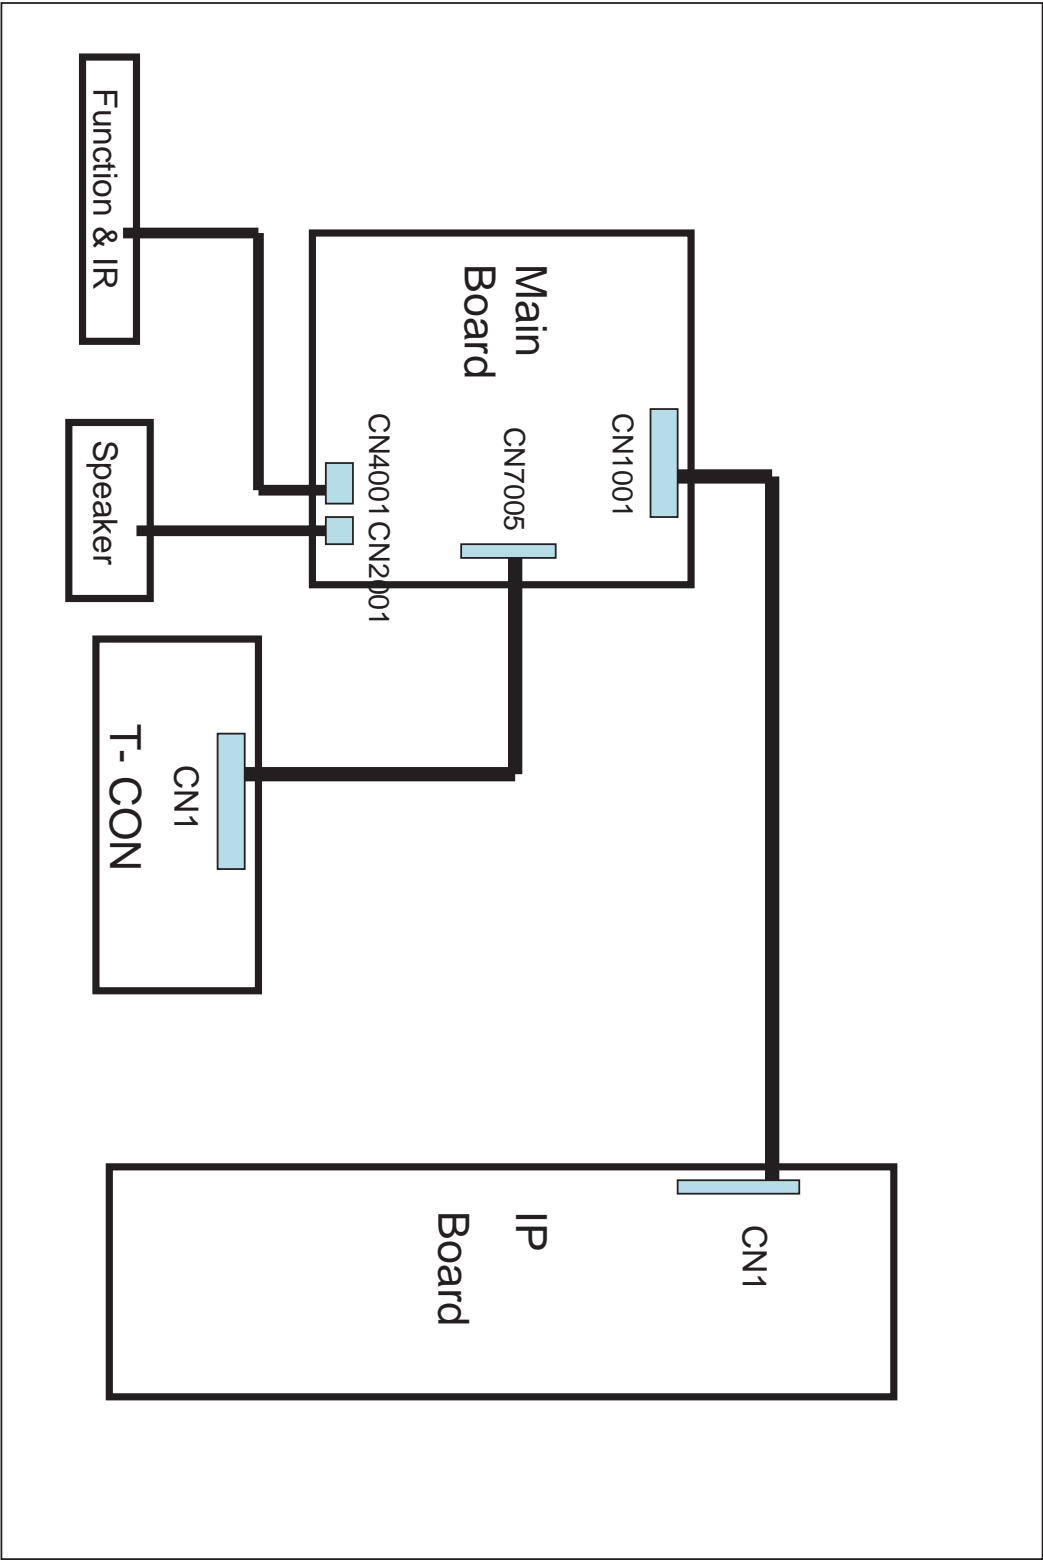 CN1001
Main
Board
CN7005
CN4001 CN2001
CN1
IP
Board
Function & IR
Speaker
CN1
T- CON